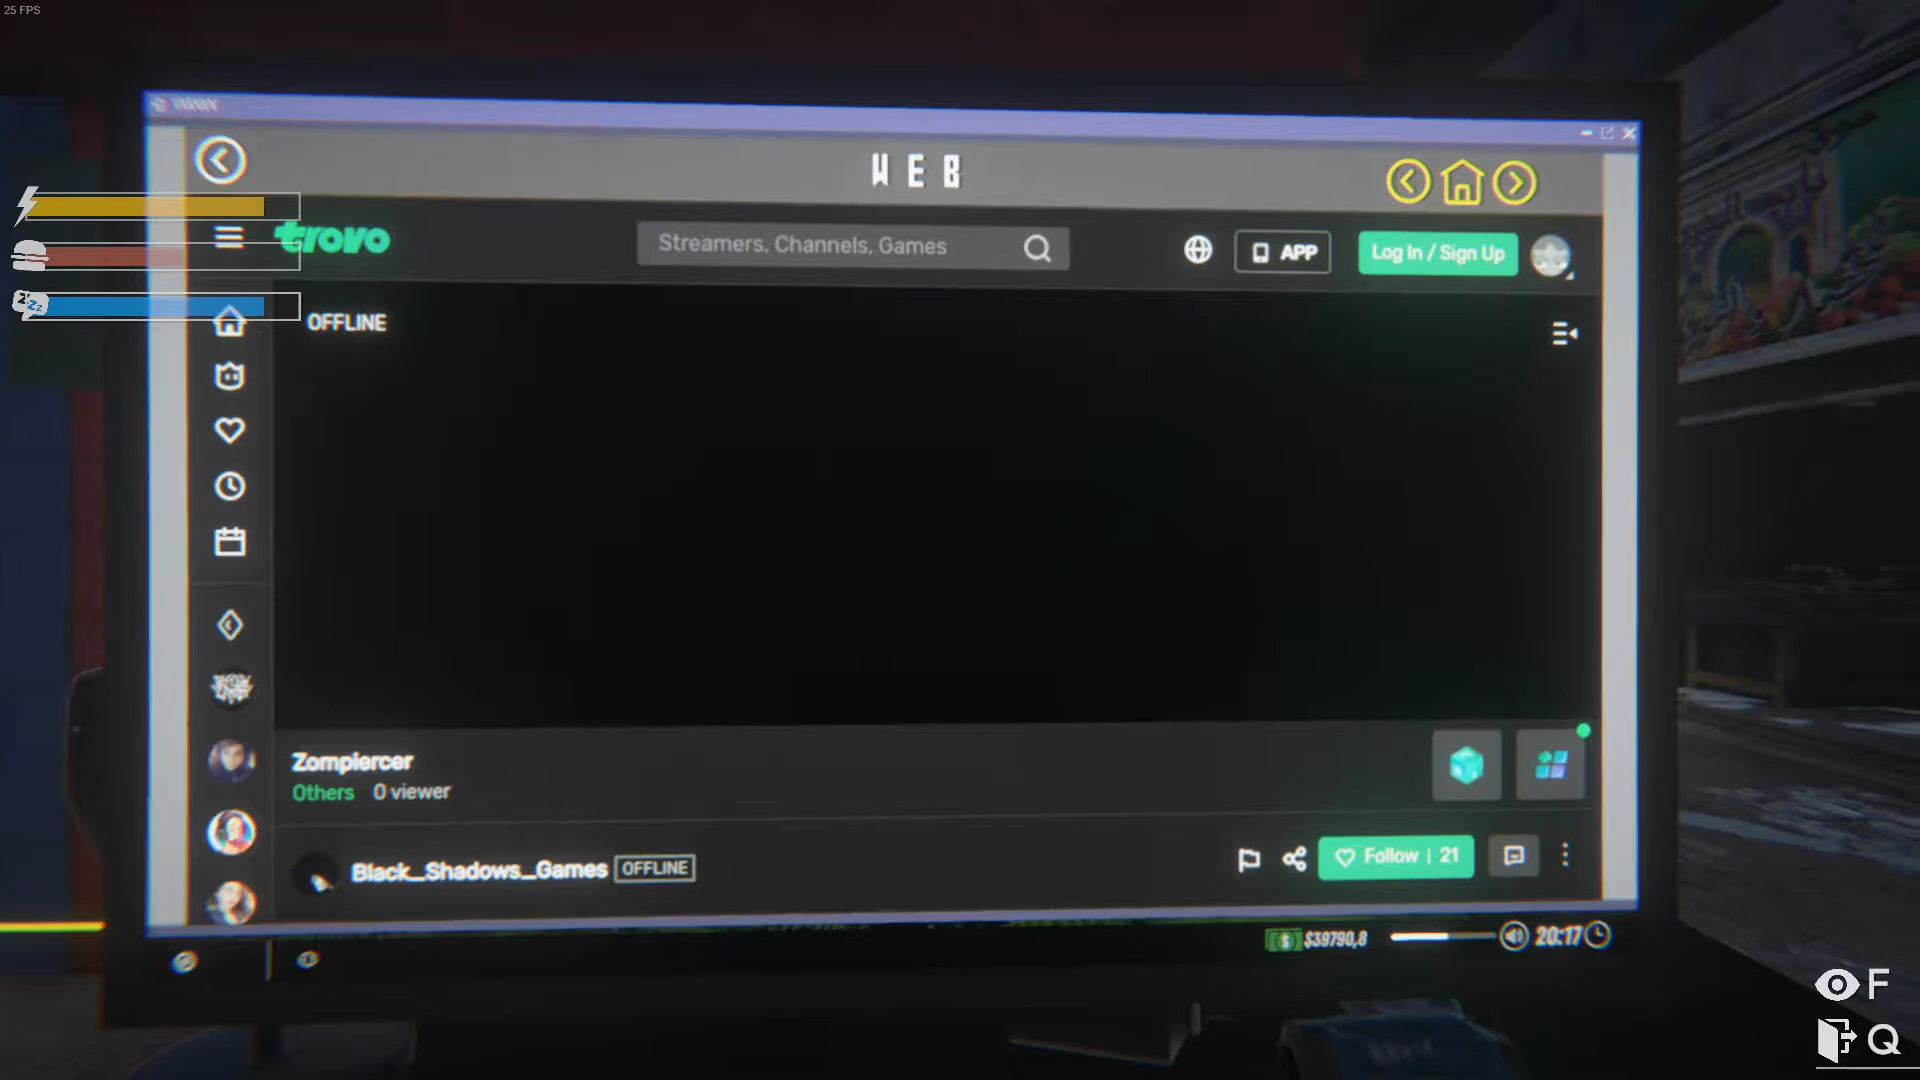 25 FPS
WWW
WEB
trovo
Streamers, Channels, Games
APP
Log In / Sign Up
OFFLINE
Zompiercer
Others 0 viewer
Black_Shadows_Games OFFLINE
Follow | 21
$39790,8
20:17
F
Q